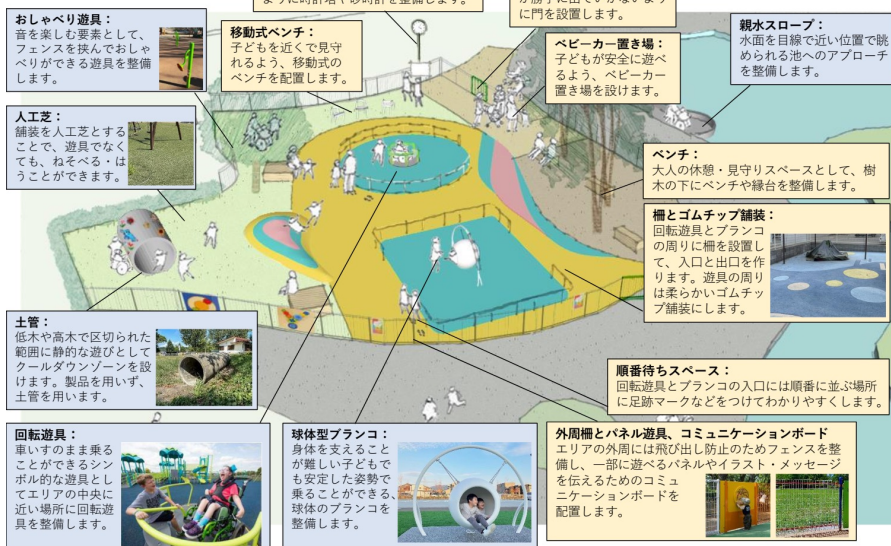 ように時計塔や砂時計を整備します。
が勝手に出ていかないよう
に門を設置します。
おしゃべり遊具：
音を楽しむ要素として、
フェンスを挟んでおしゃ
べりができる遊具を整備
します。
移動式ベンチ：
子どもを近くで見守
れるよう、移動式の
ベンチを配置します。
ベビーカー置き場：
子どもが安全に遊べ
るよう、ベビーカー
置き場を設けます。
親水スロープ：
水面を目線で近い位置で眺
められる池へのアプローチ
を整備します。
人工芝：
舗装を人工芝とする
ことで、遊具でなく
ても、ねそべる・は
うことができます。
ベンチ：
大人の休憩・見守りスペースとして、樹
木の下にベンチや縁台を整備します。
柵とゴムチップ舗装：
回転遊具とブランコ
の周りに柵を設置し
て、入口と出口を作
ります。遊具の周り
は柔らかいゴムチッ
プ舗装にします。
土管：
低木や高木で区切られた
範囲に静的な遊びとして
クールダウンゾーンを設
けます。製品を用いず、
土管を用います。
順番待ちスペース：
回転遊具とブランコの入口には順番に並ぶ場所
に足跡マークなどをつけてわかりやすくします。
回転遊具：
車いすのまま乗る
ことができるシン
ボル的な遊具とし
てエリアの中央に
近い場所に回転遊
具を整備します。
球体型ブランコ：
身体を支えること
が難しい子どもで
も安定した姿勢で
乗ることができる、
球体のブランコを
整備します。
外周柵とパネル遊具、コミュニケーションボード
エリアの外周には飛び出し防止のためフェンスを整
備し、一部に遊べるパネルやイラスト・メッセージ
を伝えるためのコミュ
ニケーションボードを
配置します。